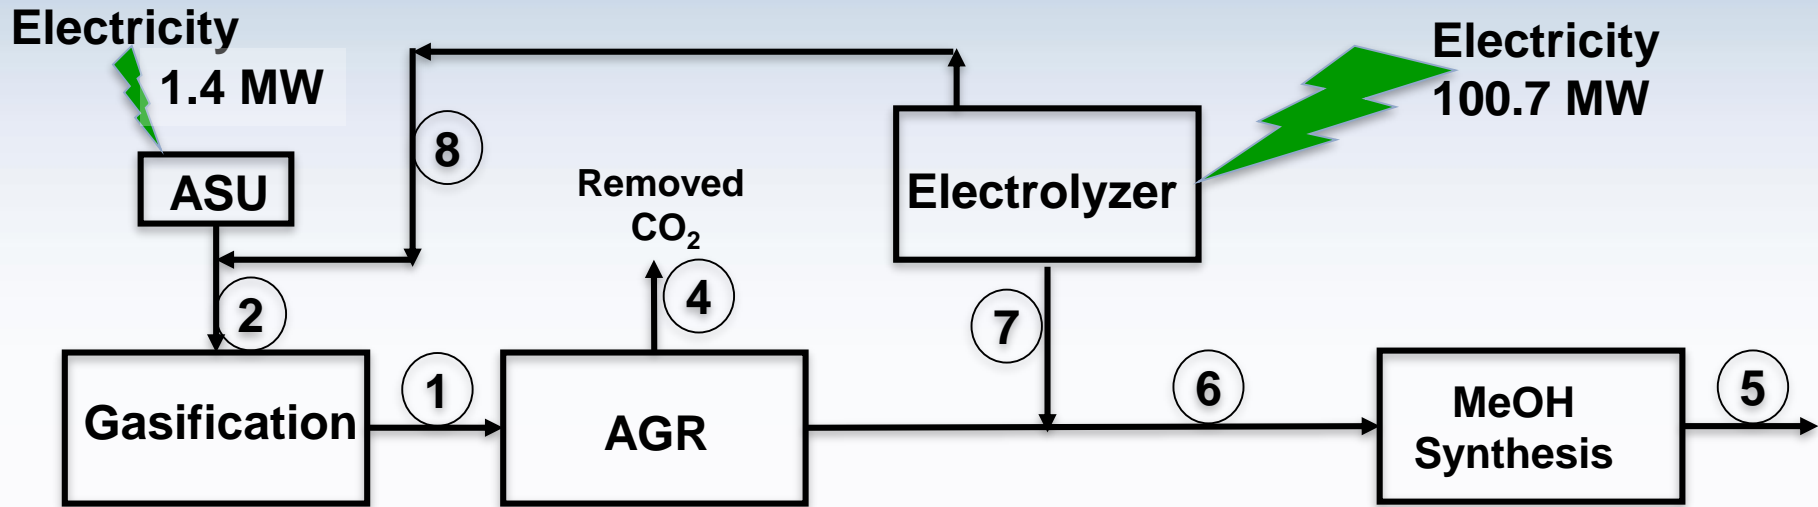 Electricity
1.4 MW
ASU
8
Removed
CO₂
4
2
Electrolyzer
Electricity
100.7 MW
7
Gasification
1
AGR
6
MeOH
Synthesis
5